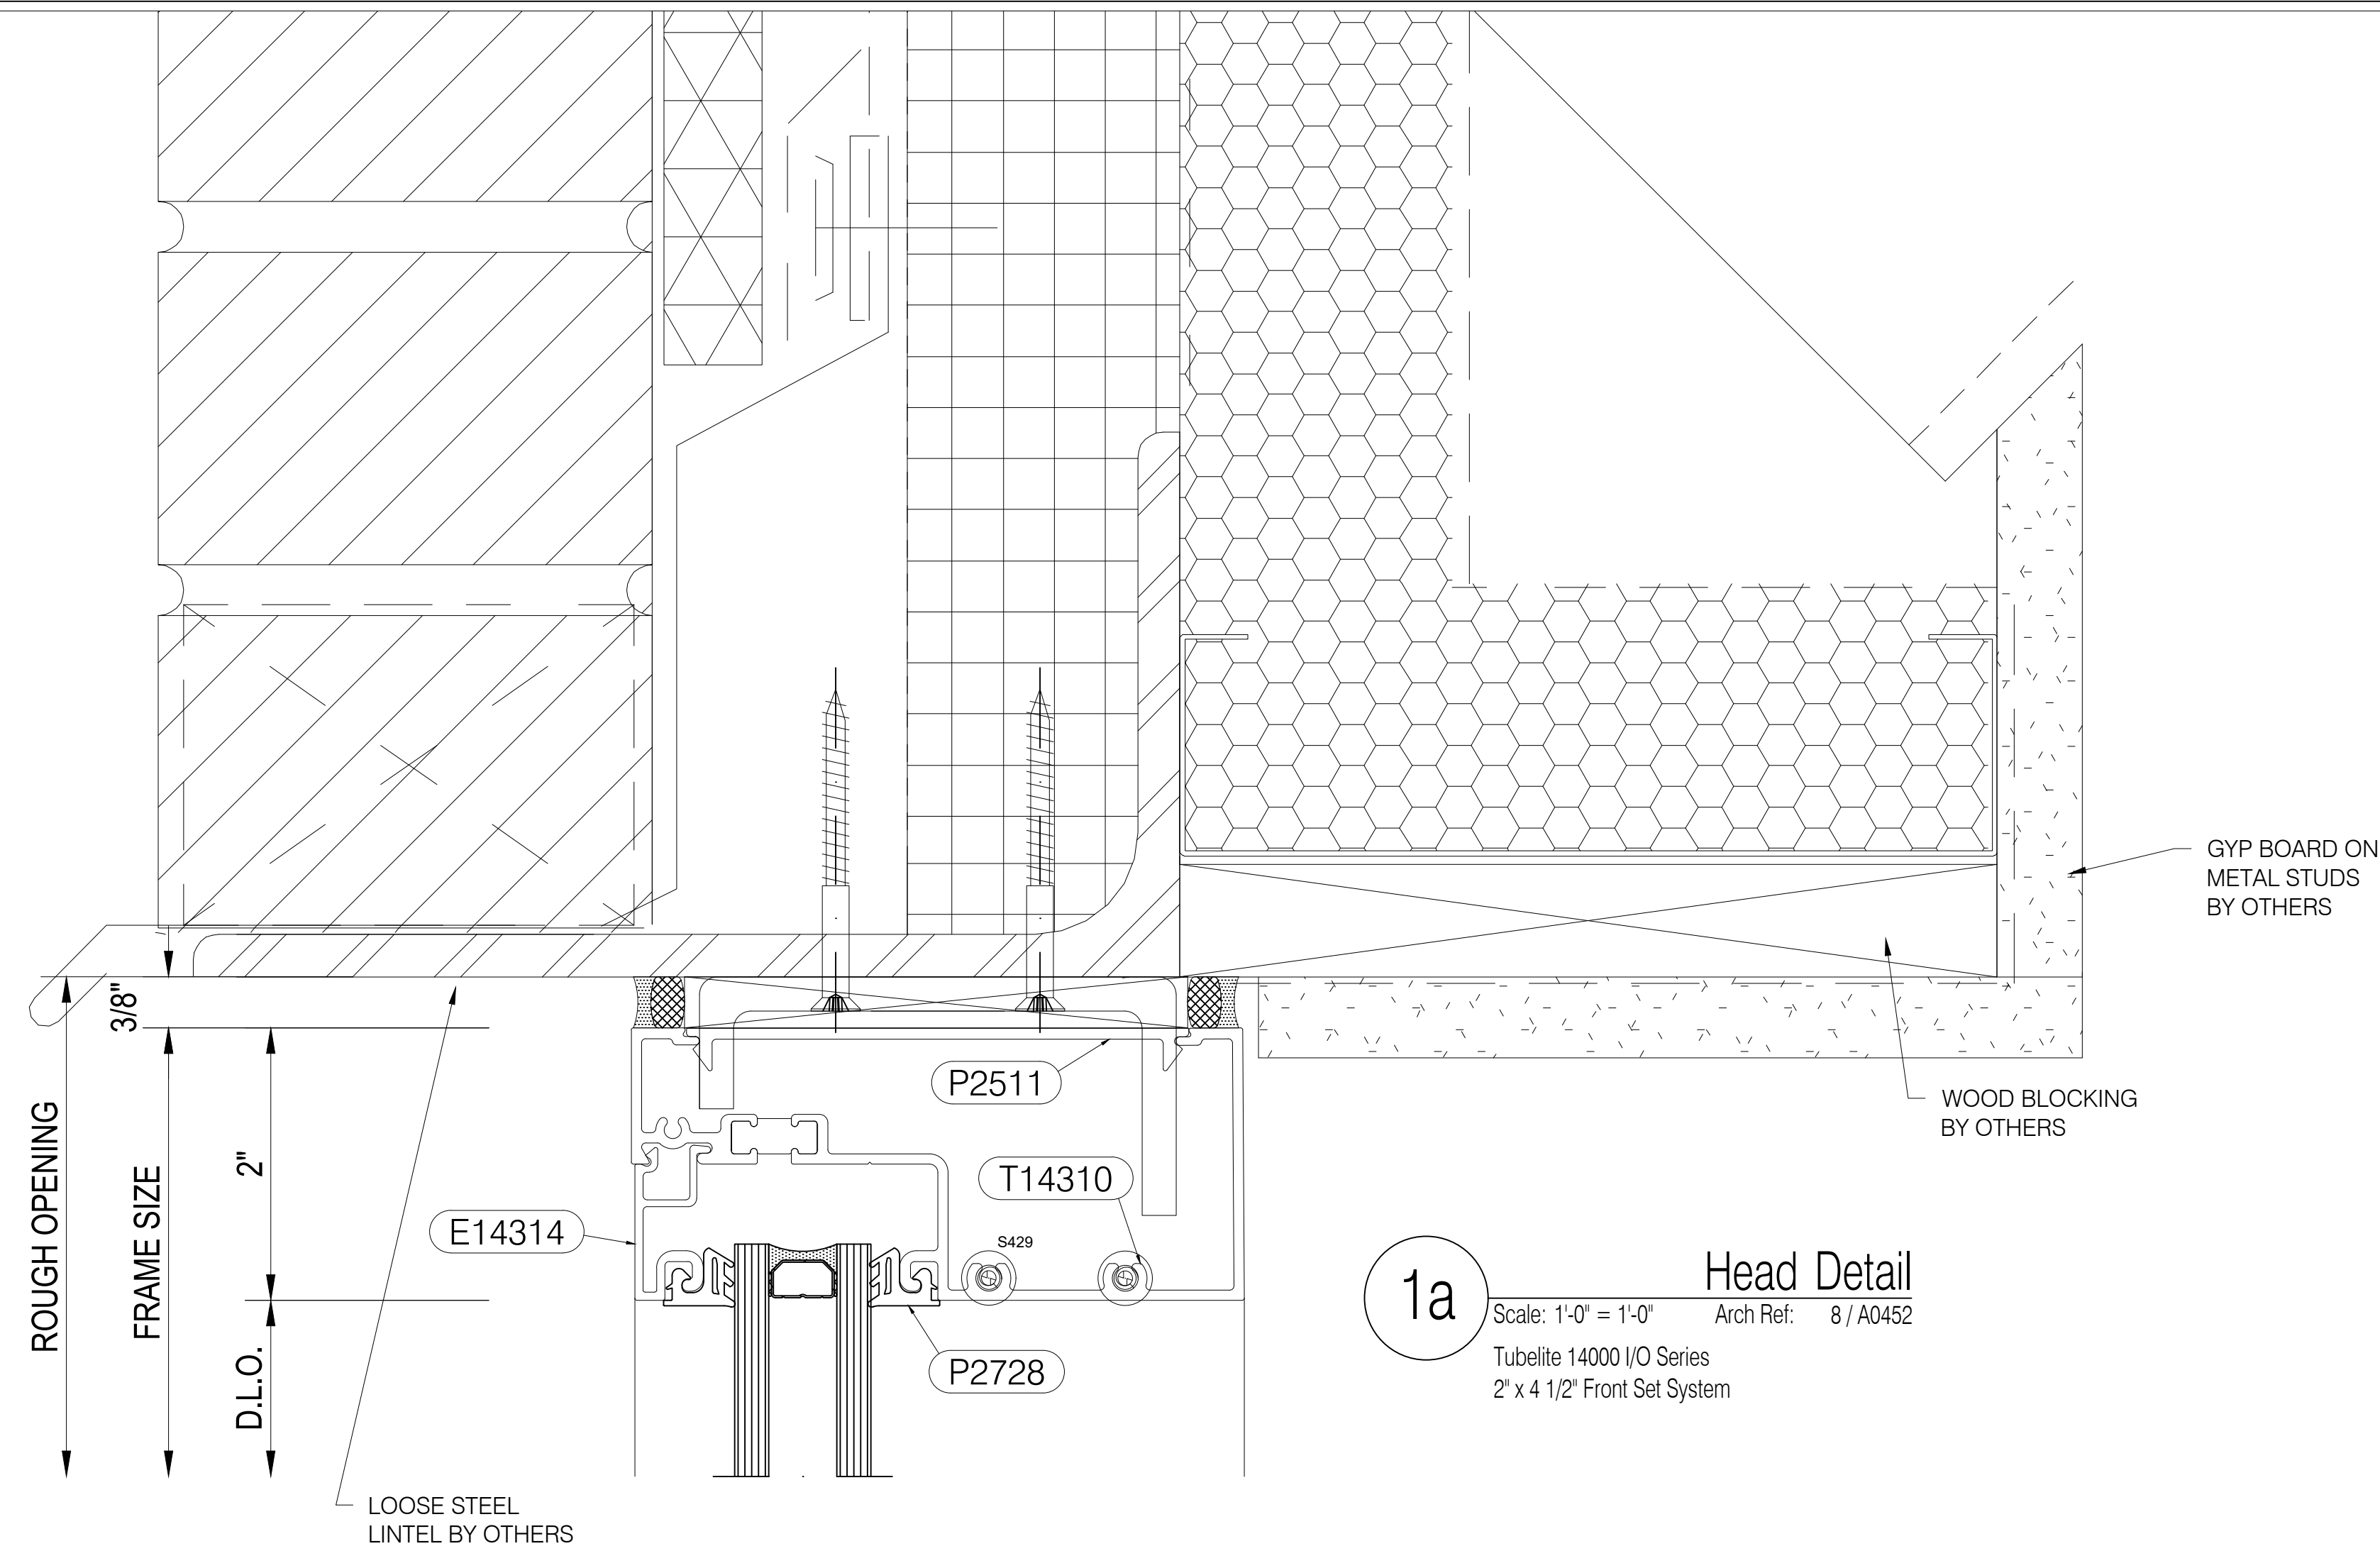 GYP BOARD ON
METAL STUDS
BY OTHERS
3/8"
P2511
WOOD BLOCKING
BY OTHERS
ROUGH OPENING
FRAME SIZE
2"
T14310
E14314
S429
1a
Head Detail
Scale: 1'-0" = 1'-0"
Arch Ref: 8 / A0452
Tubelite 14000 I/O Series
2" x 4 1/2" Front Set System
D.L.O.
P2728
LOOSE STEEL
LINTEL BY OTHERS